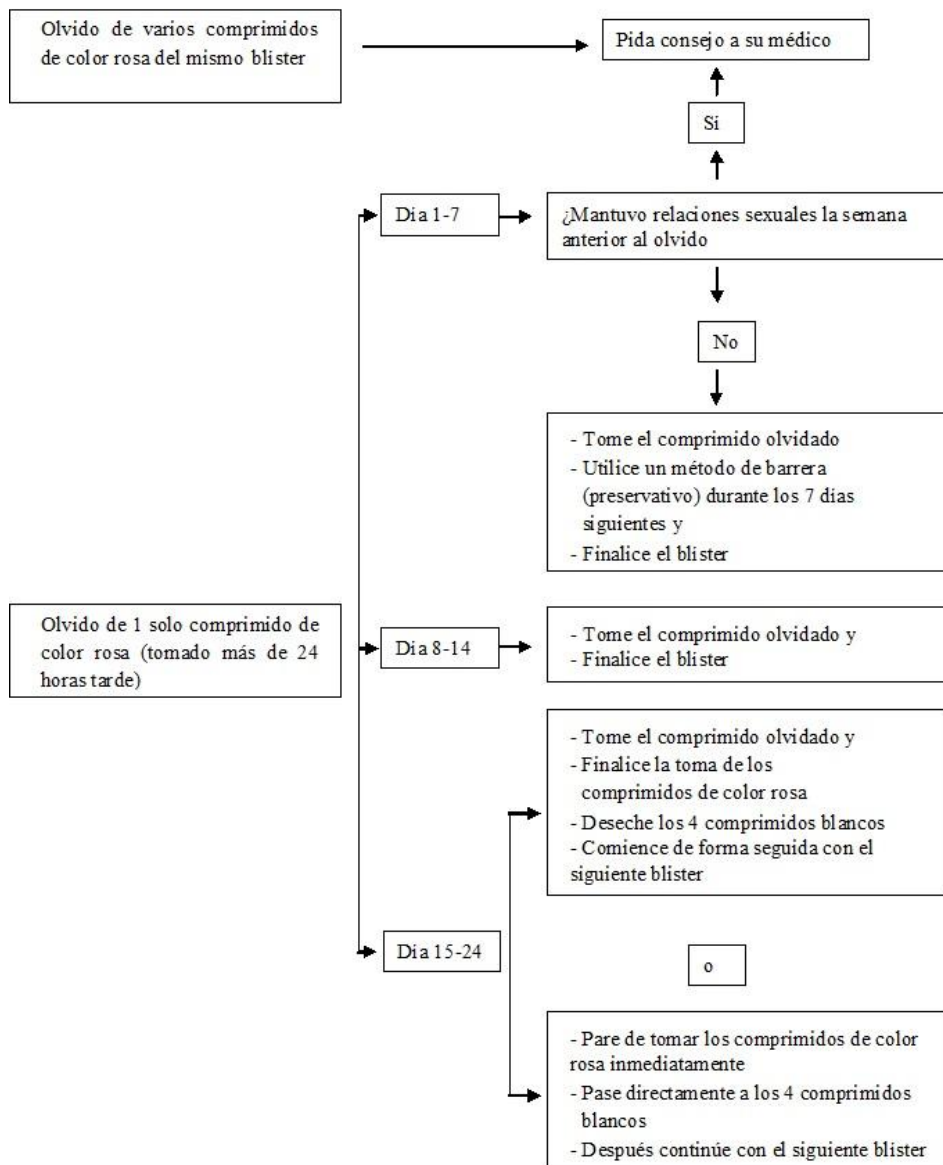 Olvido de varios comprimidos
de color rosa del mismo blister
Pida consejo a su médico
Si
Dia 1-7
¿Mantuvo relaciones sexuales la semana
anterior al olvido
No
- Tome el comprimido olvidado
- Utilice un método de barrera
(preservativo) durante los 7 dias
siguientes y
- Finalice el blister
Olvido de 1 solo comprimido de
color rosa (tomado más de 24
horas tarde)
Dia 8-14
- Tome el comprimido olvidado y
- Finalice el blister
- Tome el comprimido olvidado y
- Finalice la toma de los
comprimidos de color rosa
- Deseche los 4 comprimidos blancos
- Comience de forma seguida con el
siguiente blister
Dia 15-24
o
- Pare de tomar los comprimidos de color
rosa inmediatamente
- Pase directamente a los 4 comprimidos
blancos
- Después continúe con el siguiente blister